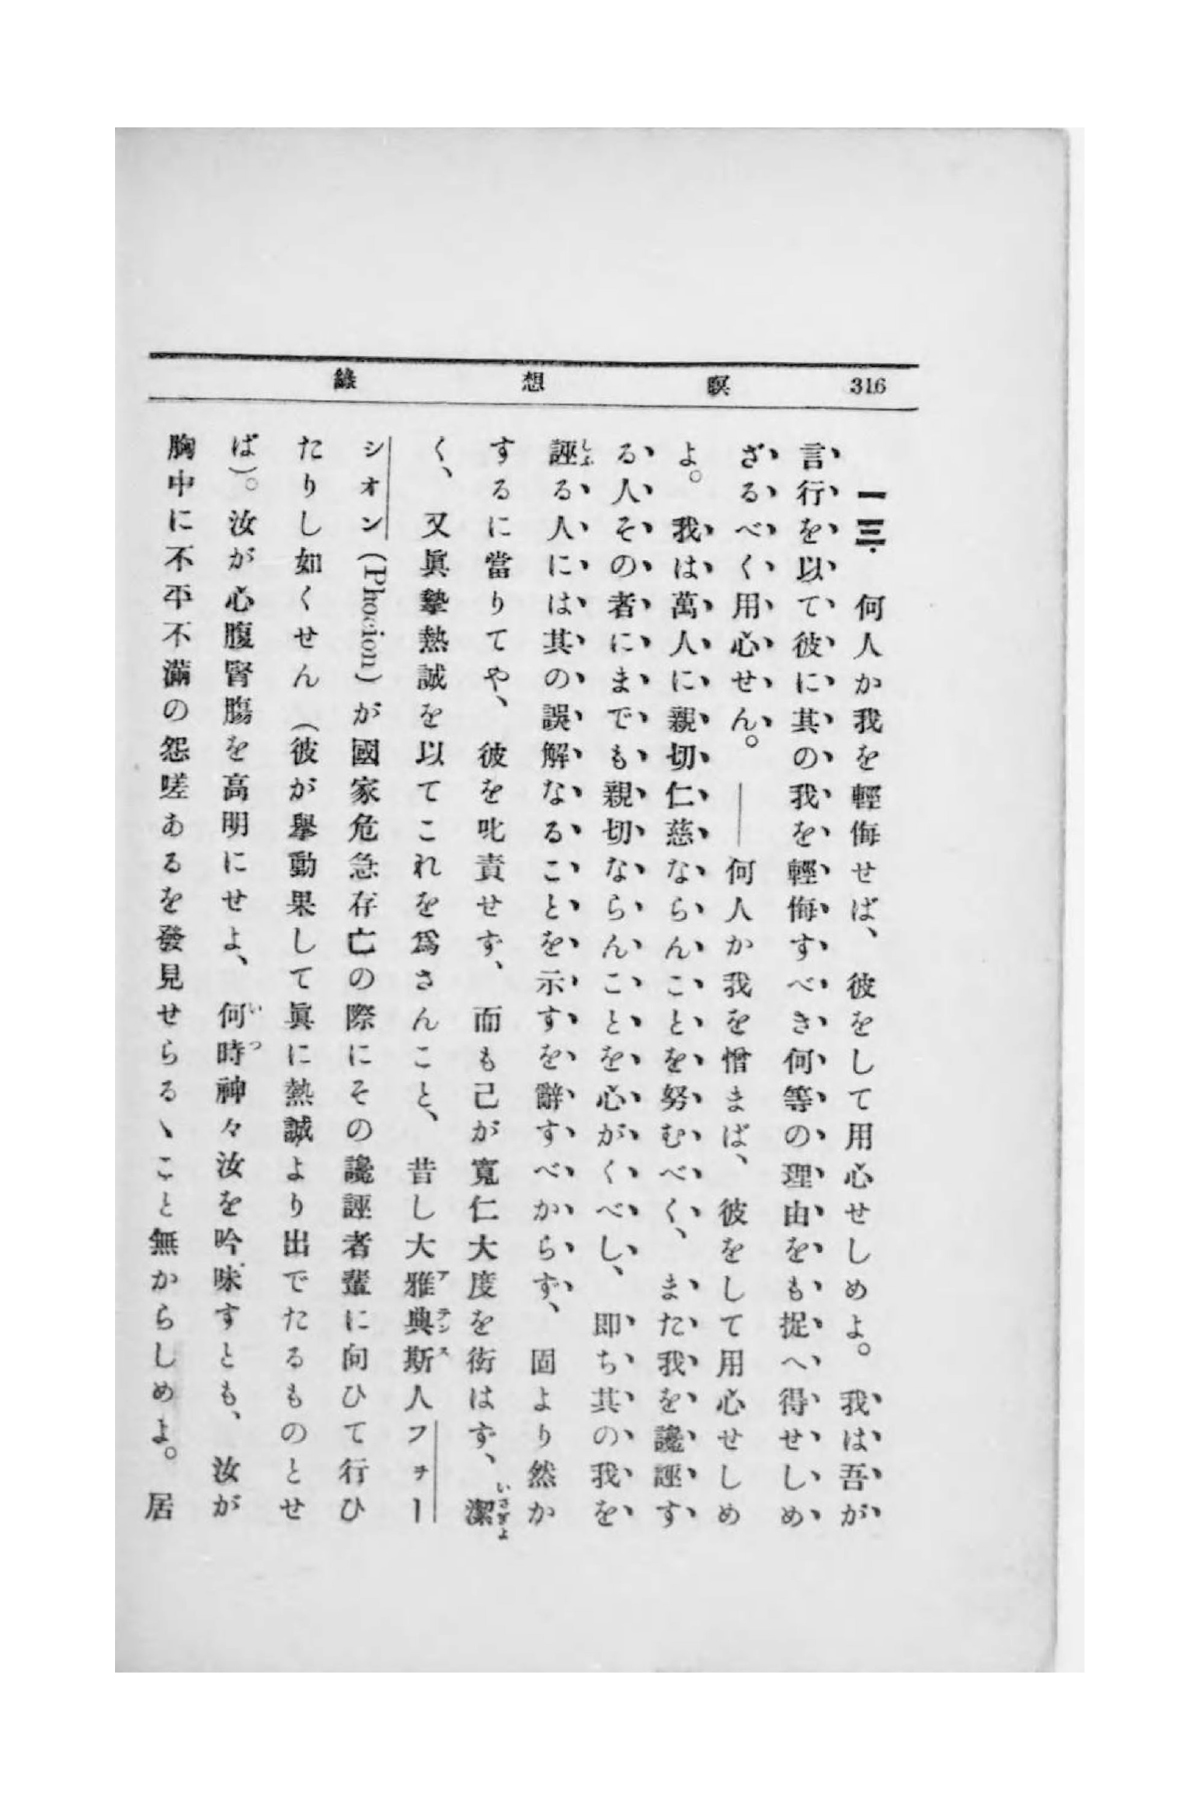 316 瞑想錄
一三. 何人か我を輕侮せば、彼をして用心せしめよ。我は吾が
言行を以て彼に其の我を輕侮すべき何等の理由をも捉へ得せしめ
ざるべく用心せん。――何人か我を憎まば、彼をして用心せしめ
よ。我は萬人に親切仁慈ならんことを努むべく、また我を讒誣す
る人その者にまでも親切ならんことを心がくべし、卽ち其の我を
誣る人には其の誤解なることを示すを辭すべからず、固より然か
するに當りてや、彼を叱責せず、而も己が寬仁大度を衒はず、潔
く、又眞摯熱誠を以てこれを爲さんこと、昔し大雅典斯人フォー
シオン(Phocion)が國家危急存亡の際にその讒誣者輩に向ひて行ひ
たりし如くせん(彼が擧動果して眞に熱誠より出でたるものとせ
ば)。汝が心腹腎腸を高明にせよ、何時神々汝を吟味すとも、汝が
胸中に不平不滿の怨嗟あるを發見せらるゝこと無からしめよ。居